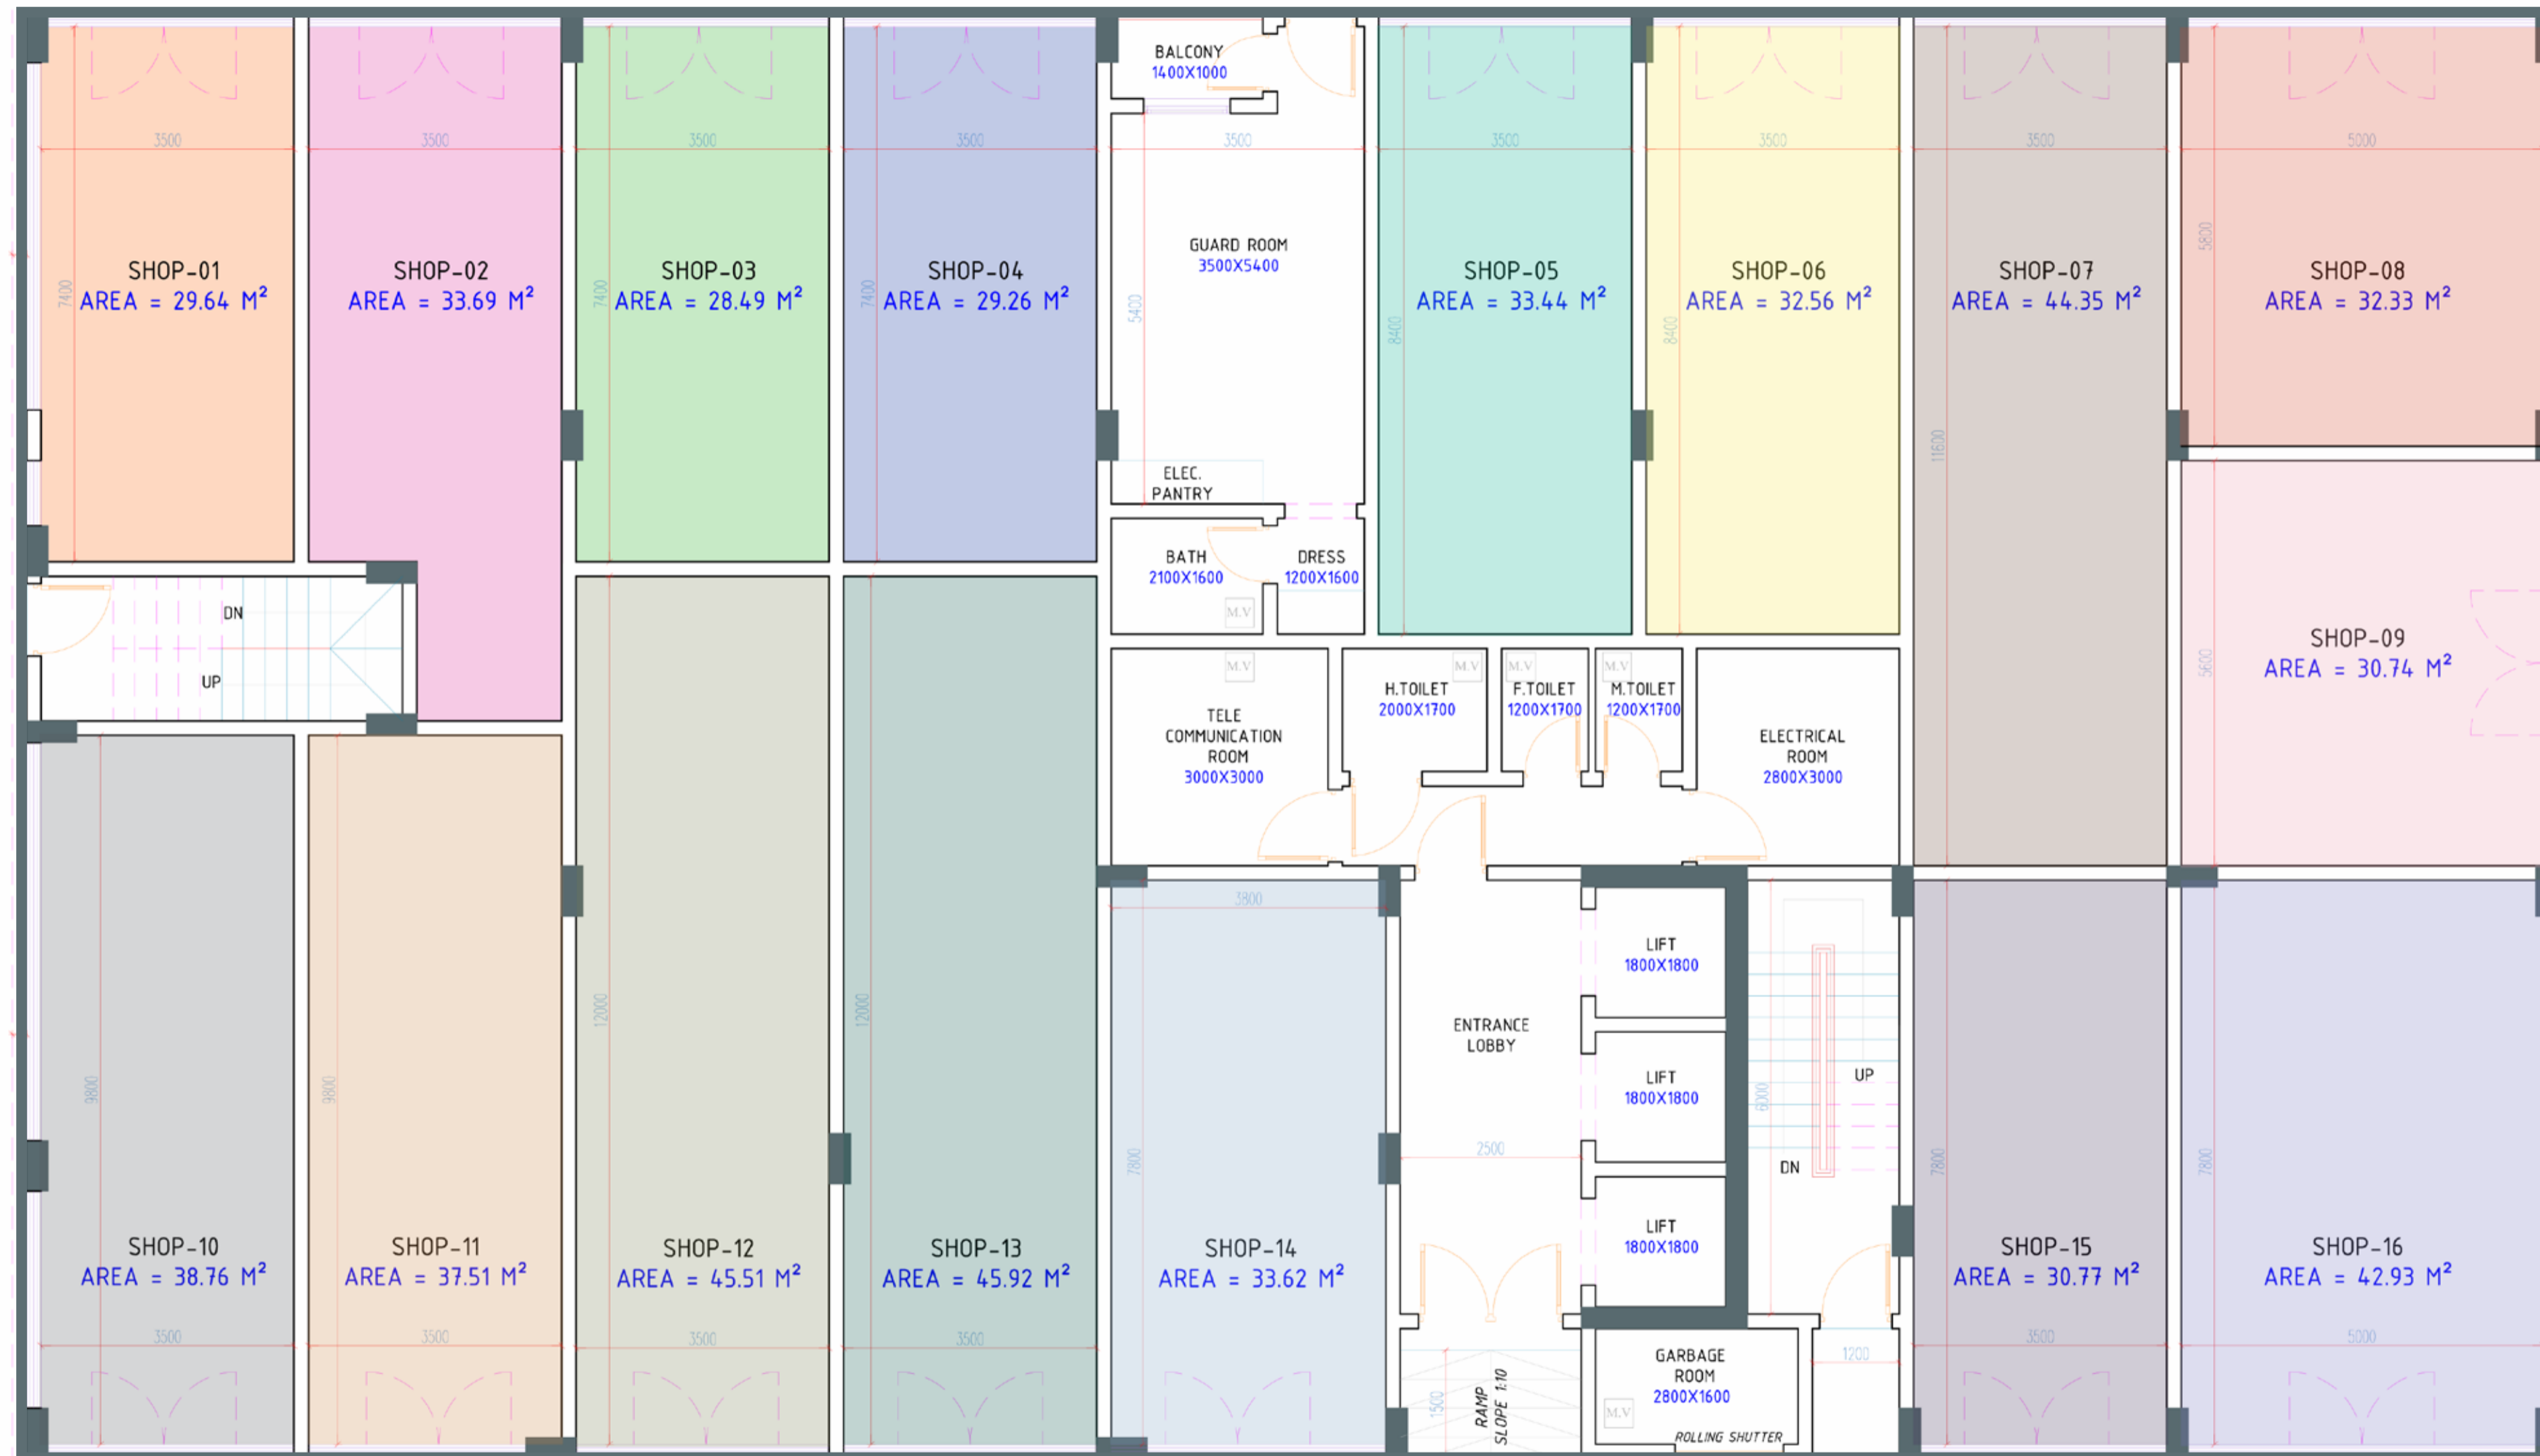 BALCONY
1400X1000
3500
3500
3500
3500
3500
3500
3500
3500
5000
SHOP-01
AREA = 29.64 M²
7400
SHOP-02
AREA = 33.69 M²
SHOP-03
AREA = 28.49 M²
7400
SHOP-04
AREA = 29.26 M²
7400
GUARD ROOM
3500X5400
5400
SHOP-05
AREA = 33.44 M²
8400
SHOP-06
AREA = 32.56 M²
8400
SHOP-07
AREA = 44.35 M²
11600
SHOP-08
AREA = 32.33 M²
5800
ELEC.
PANTRY
BATH
2100X1600
M.V
DRESS
1200X1600
DN
UP
SHOP-09
AREA = 30.74 M²
5600
M.V
TELE
COMMUNICATION
ROOM
3000X3000
M.V
H.TOILET
2000X1700
M.V
F.TOILET
1200X1700
M.V
M.TOILET
1200X1700
ELECTRICAL
ROOM
2800X3000
3800
LIFT
1800X1800
ENTRANCE
LOBBY
LIFT
1800X1800
2500
LIFT
1800X1800
6000
UP
DN
9800
9800
12000
12000
7800
7800
7800
SHOP-10
AREA = 38.76 M²
3500
SHOP-11
AREA = 37.51 M²
3500
SHOP-12
AREA = 45.51 M²
3500
SHOP-13
AREA = 45.92 M²
3500
SHOP-14
AREA = 33.62 M²
SHOP-15
AREA = 30.77 M²
3500
SHOP-16
AREA = 42.93 M²
5000
1500
RAMP
SLOPE 1:10
GARBAGE
ROOM
2800X1600
M.V
ROLLING SHUTTER
1200